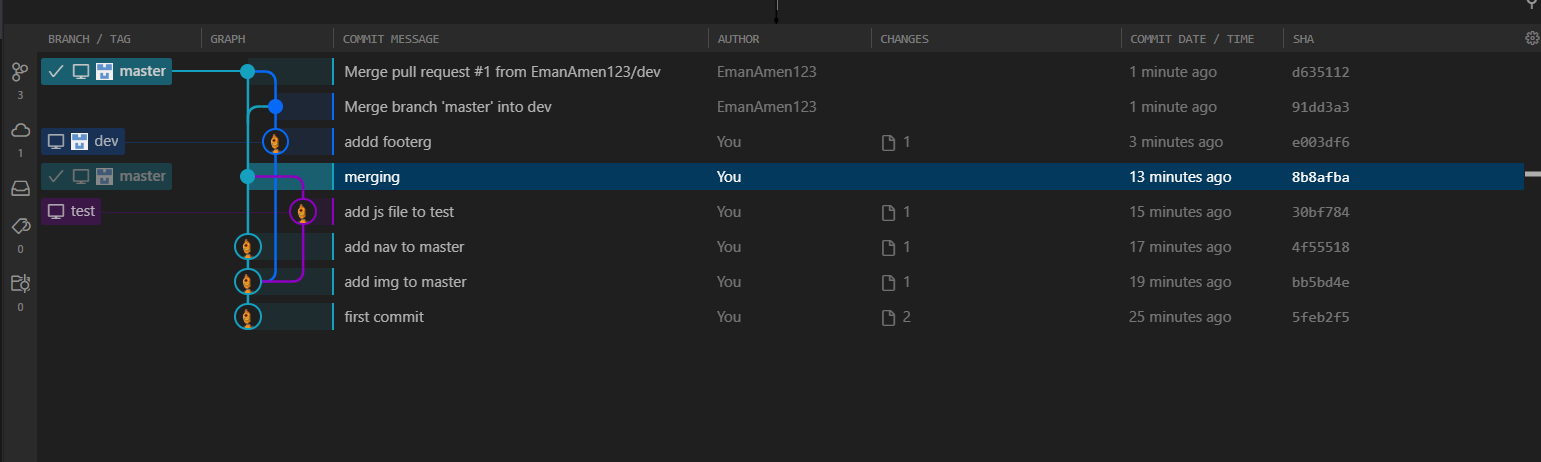 BRANCH / TAG GRAPH COMMIT MESSAGE AUTHOR CHANGES COMMIT DATE / TIME SHA
master Merge pull request #1 from EmanAmen123/dev EmanAmen123 1 minute ago d635112
3 Merge branch 'master' into dev EmanAmen123 1 minute ago 91dd3a3
dev addd footerg You 1 3 minutes ago e003df6
1
master merging You 13 minutes ago 8b8afba
test add js file to test You 1 15 minutes ago 30bf784
0 add nav to master You 1 17 minutes ago 4f55518
add img to master You 1 19 minutes ago bb5bd4e
0 first commit You 2 25 minutes ago 5feb2f5